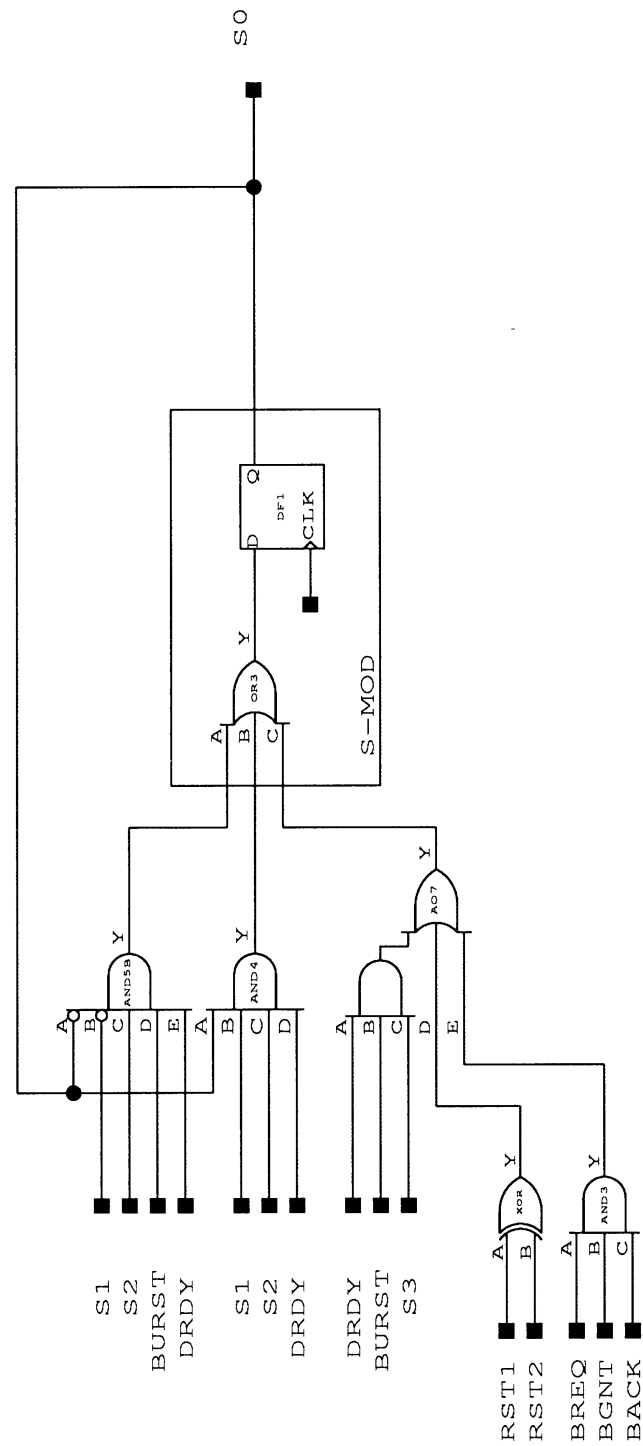 S1
S2
BURST
DRDY
A
B
C
D
E
AND5B
Y
S1
S2
DRDY
A
B
C
D
AND4
Y
DRDY
BURST
S3
A
B
C
D
E
AO7
Y
RST1
RST2
A
B
XOR
Y
BREQ
BGNT
BACK
A
B
C
AND3
Y
A
B
C
OR3
Y
D
Q
DF1
CLK
S-MOD
S0